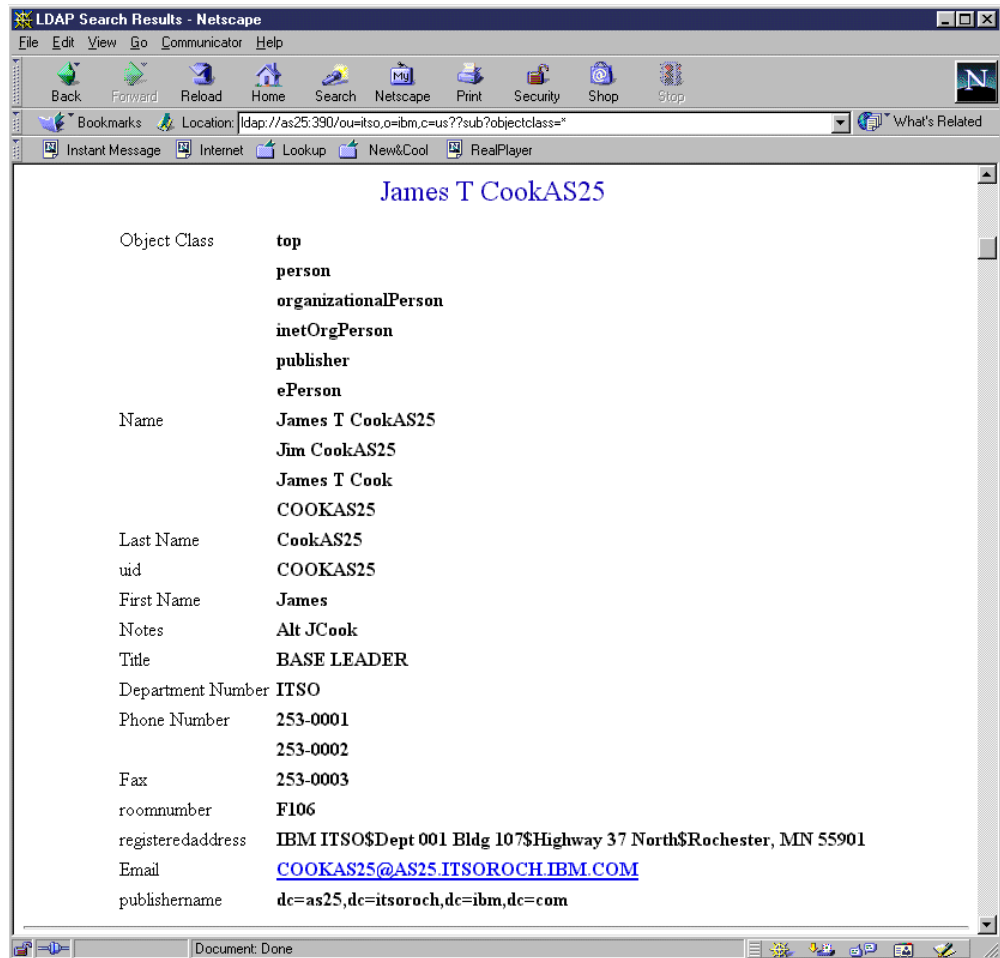 LDAP Search Results - Netscape
File Edit View Go Communicator Help
Back Forward Reload Home Search Netscape Print Security Shop Stop
My
N
Bookmarks Location: ldap://as25:390/ou=itso,o=ibm,c=us??sub?objectclass=* What's Related
Instant Message Internet Lookup New&Cool RealPlayer
James T CookAS25
Object Class top
person
organizationalPerson
inetOrgPerson
publisher
ePerson
Name James T CookAS25
Jim CookAS25
James T Cook
COOKAS25
Last Name CookAS25
uid COOKAS25
First Name James
Notes Alt JCook
Title BASE LEADER
Department Number ITSO
Phone Number 253-0001
253-0002
Fax 253-0003
roomnumber F106
registeredaddress IBM ITSO$Dept 001 Bldg 107$Highway 37 North$Rochester, MN 55901
Email COOKAS25@AS25.ITSOROCH.IBM.COM
publishername dc=as25,dc=itsoroch,dc=ibm,dc=com
Document: Done